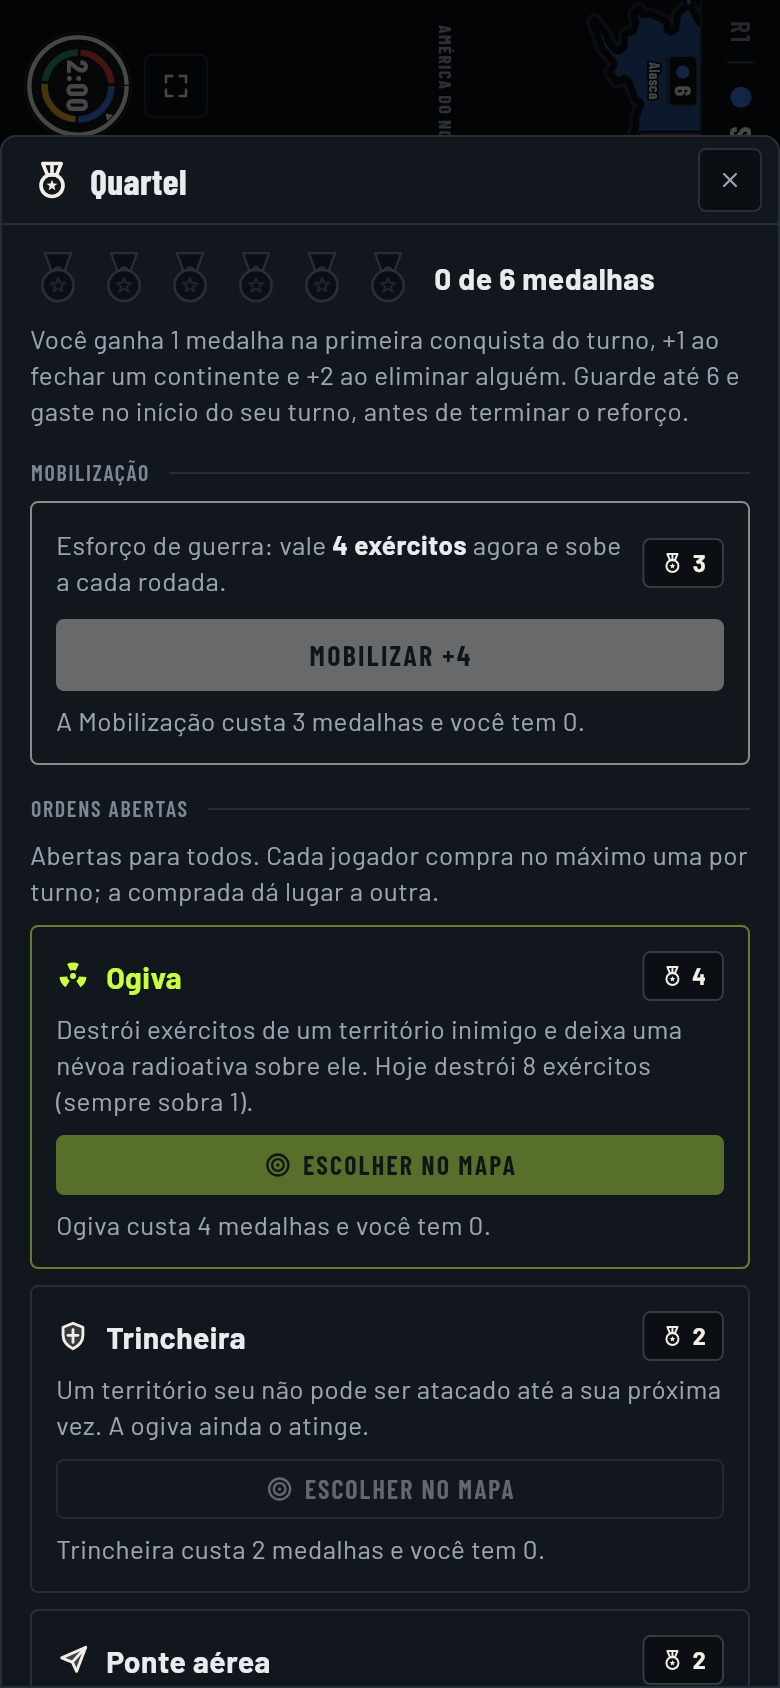 2:00
AMÉRICA DO NO
Alasca
6
R1
Quartel
0 de 6 medalhas
Você ganha 1 medalha na primeira conquista do turno, +1 ao
fechar um continente e +2 ao eliminar alguém. Guarde até 6 e
gaste no início do seu turno, antes de terminar o reforço.
MOBILIZAÇÃO
Esforço de guerra: vale 4 exércitos agora e sobe
a cada rodada.
3
MOBILIZAR +4
A Mobilização custa 3 medalhas e você tem 0.
ORDENS ABERTAS
Abertas para todos. Cada jogador compra no máximo uma por
turno; a comprada dá lugar a outra.
Ogiva
4
Destrói exércitos de um território inimigo e deixa uma
névoa radioativa sobre ele. Hoje destrói 8 exércitos
(sempre sobra 1).
ESCOLHER NO MAPA
Ogiva custa 4 medalhas e você tem 0.
Trincheira
2
Um território seu não pode ser atacado até a sua próxima
vez. A ogiva ainda o atinge.
ESCOLHER NO MAPA
Trincheira custa 2 medalhas e você tem 0.
Ponte aérea
2